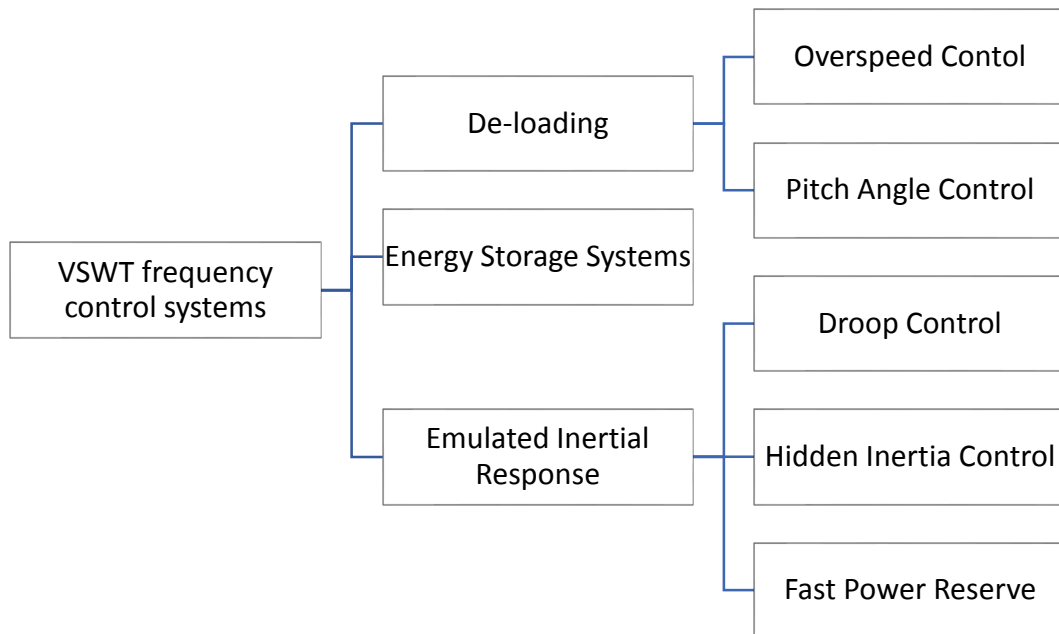 VSWT frequency
control systems
De-loading
Energy Storage Systems
Emulated Inertial
Response
Overspeed Contol
Pitch Angle Control
Droop Control
Hidden Inertia Control
Fast Power Reserve